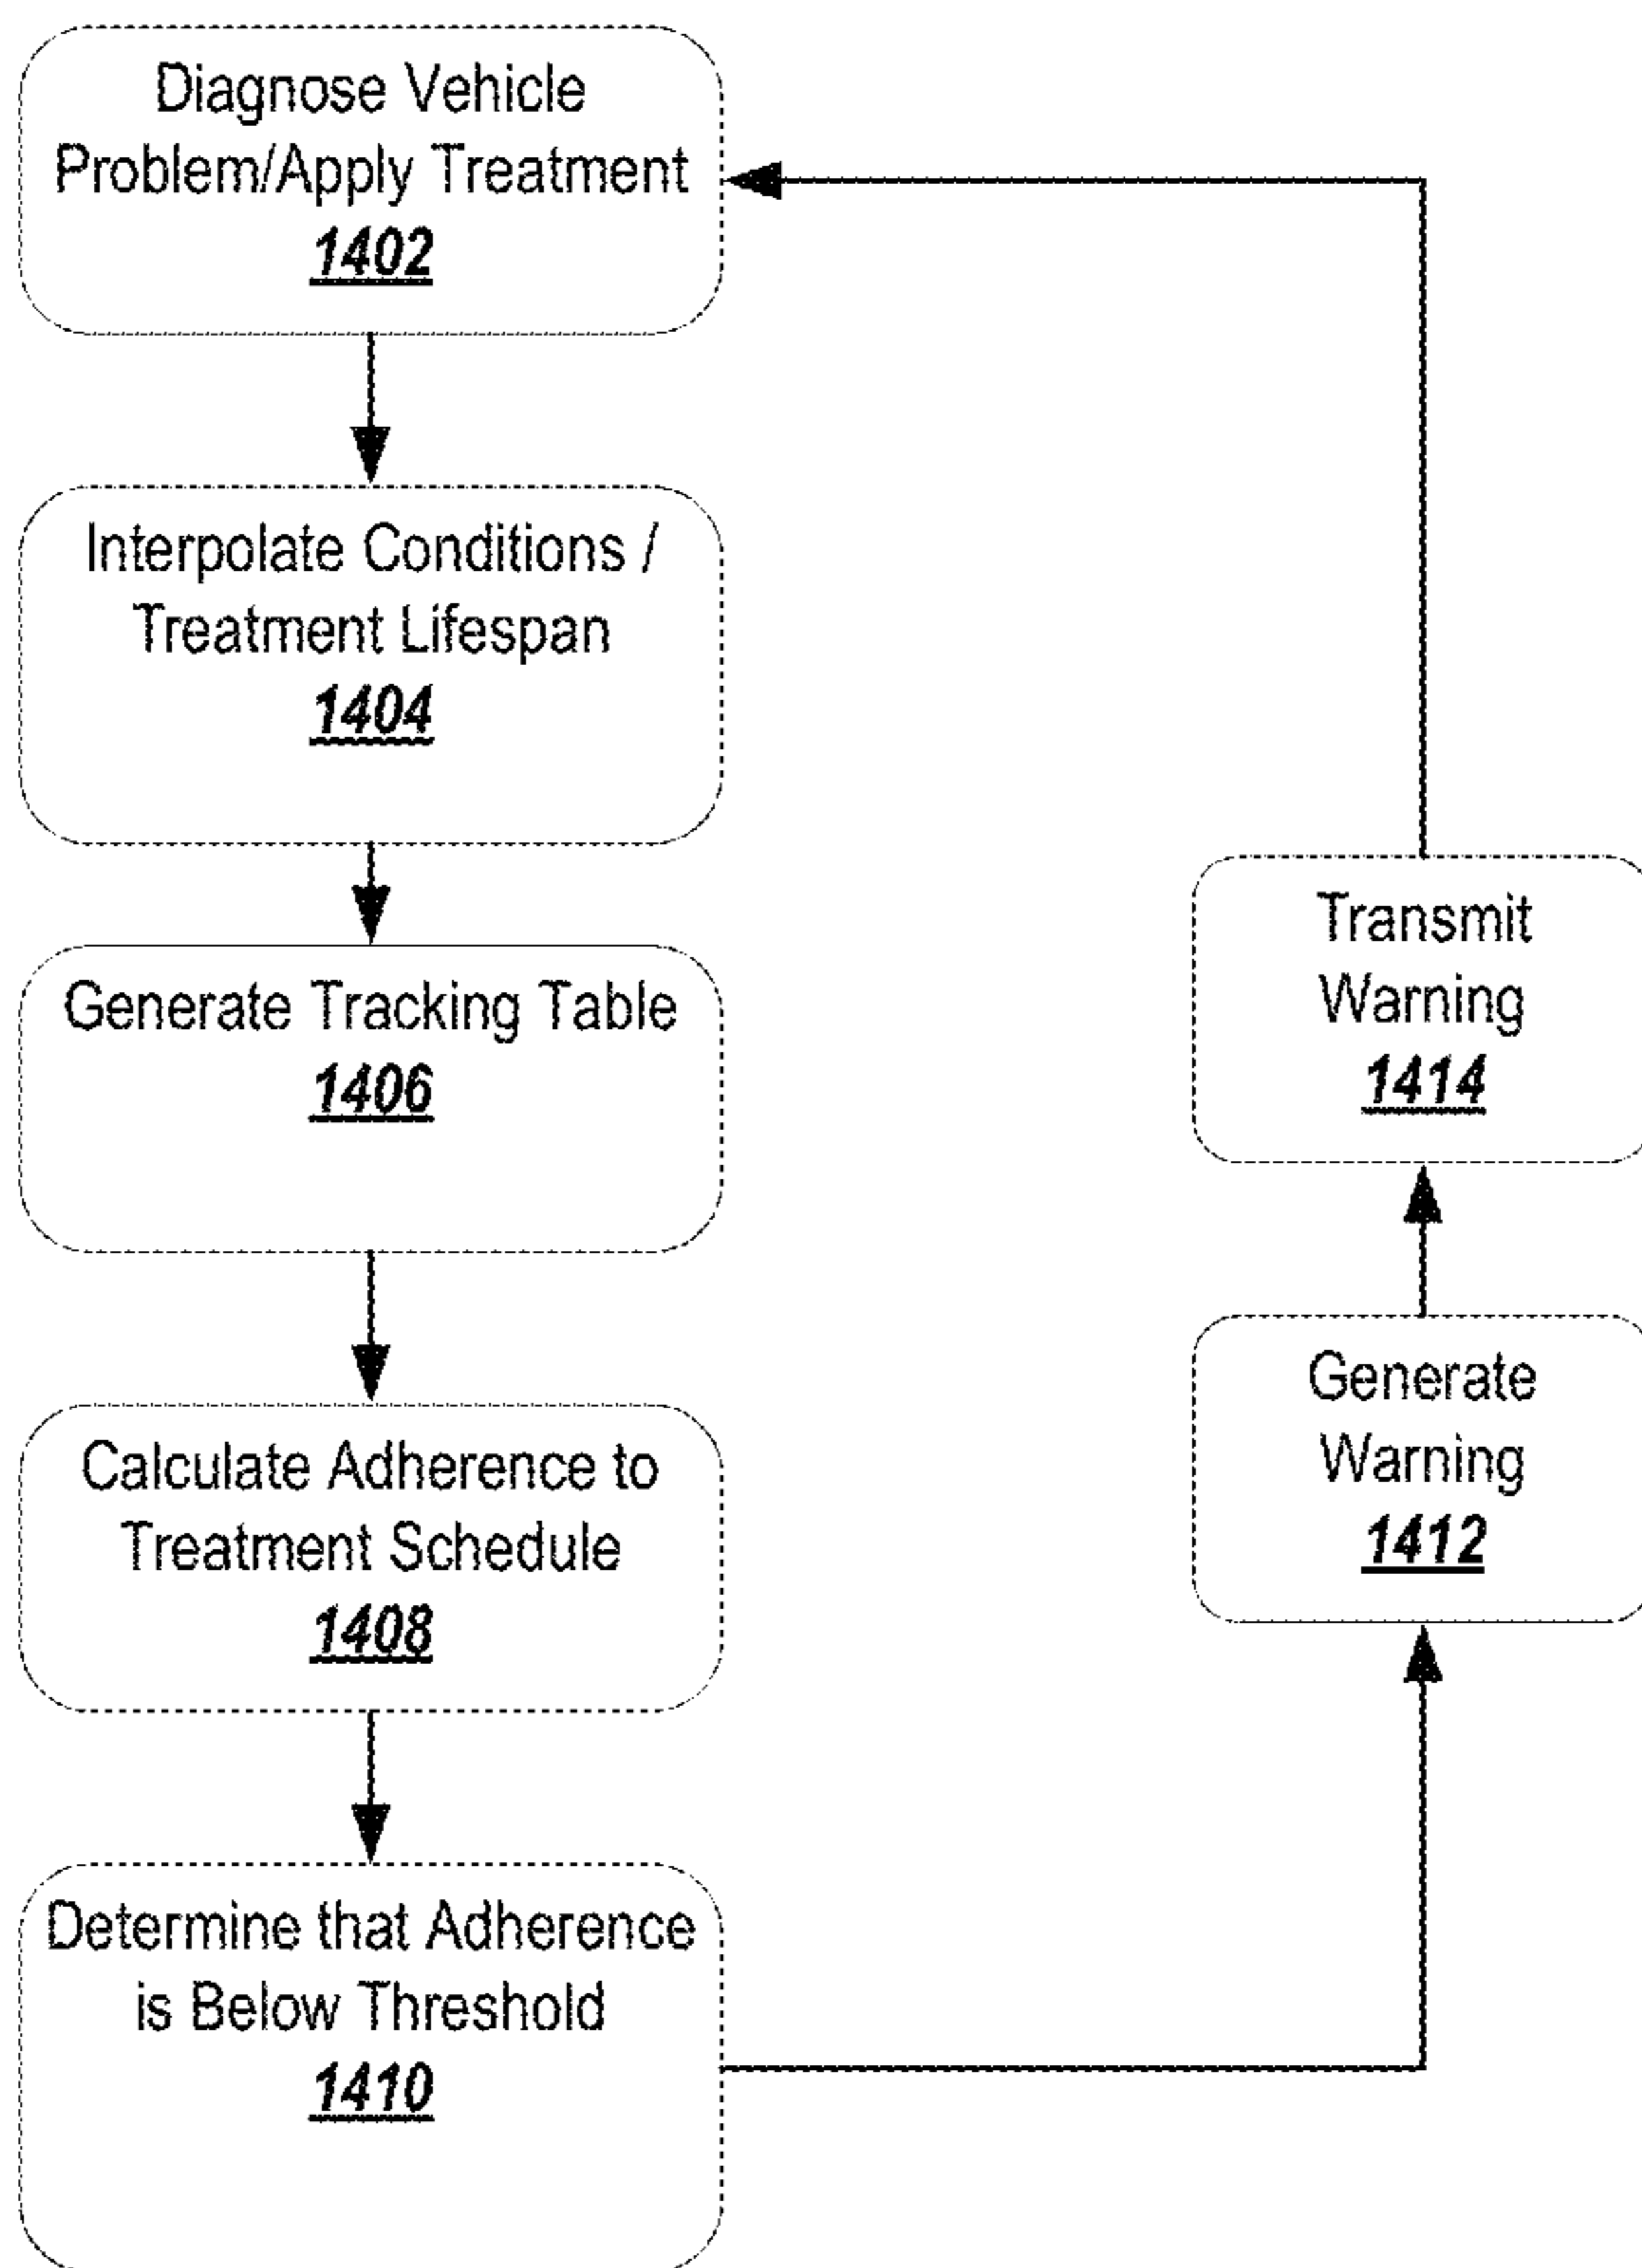 Diagnose Vehicle
Problem/Apply Treatment
1402
Interpolate Conditions /
Treatment Lifespan
1404
Generate Tracking Table
1406
Calculate Adherence to
Treatment Schedule
1408
Determine that Adherence
is Below Threshold
1410
Generate
Warning
1412
Transmit
Warning
1414